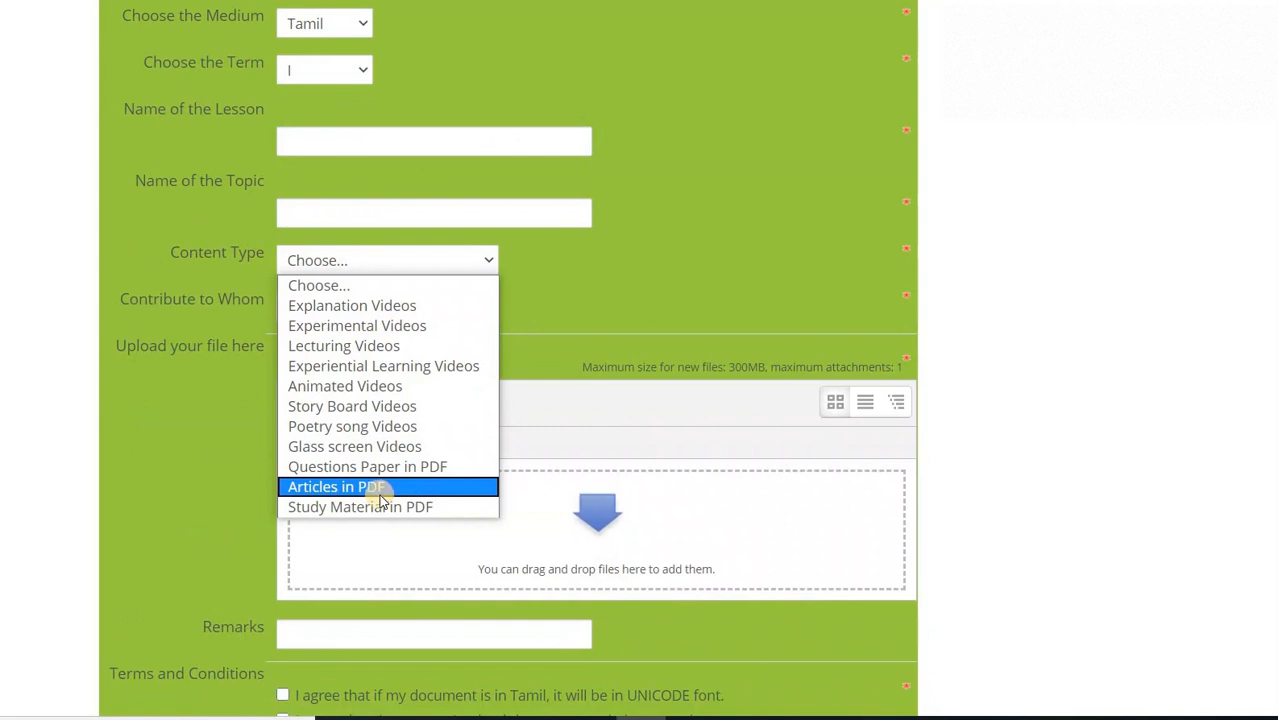 Choose the Medium Tamil
Choose the Term I
Name of the Lesson
Name of the Topic
Content Type Choose...
Choose...
Contribute to Whom
Explanation Videos
Experimental Videos
Upload your file here
Lecturing Videos
Experiential Learning Videos
Maximum size for new files: 300MB, maximum attachments: 1
Animated Videos
Story Board Videos
Poetry song Videos
Glass screen Videos
Questions Paper in PDF
Articles in PDF
Study Material in PDF
You can drag and drop files here to add them.
Remarks
Terms and Conditions
I agree that if my document is in Tamil, it will be in UNICODE font.